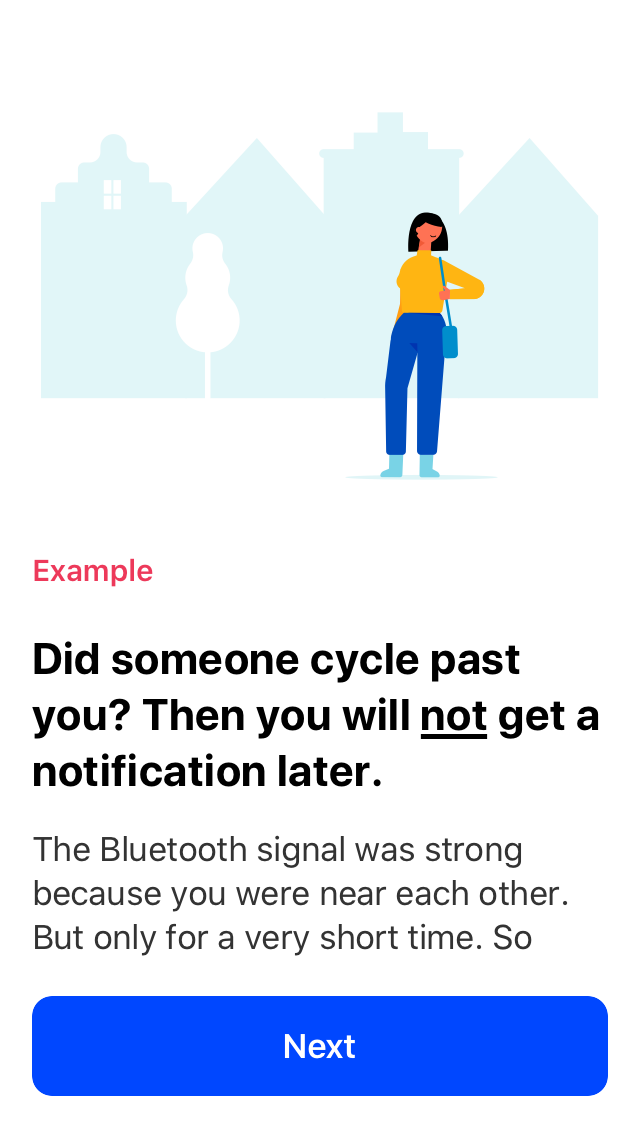 Example
Did someone cycle past
you? Then you will not get a
notification later.
The Bluetooth signal was strong
because you were near each other.
But only for a very short time. So
Next